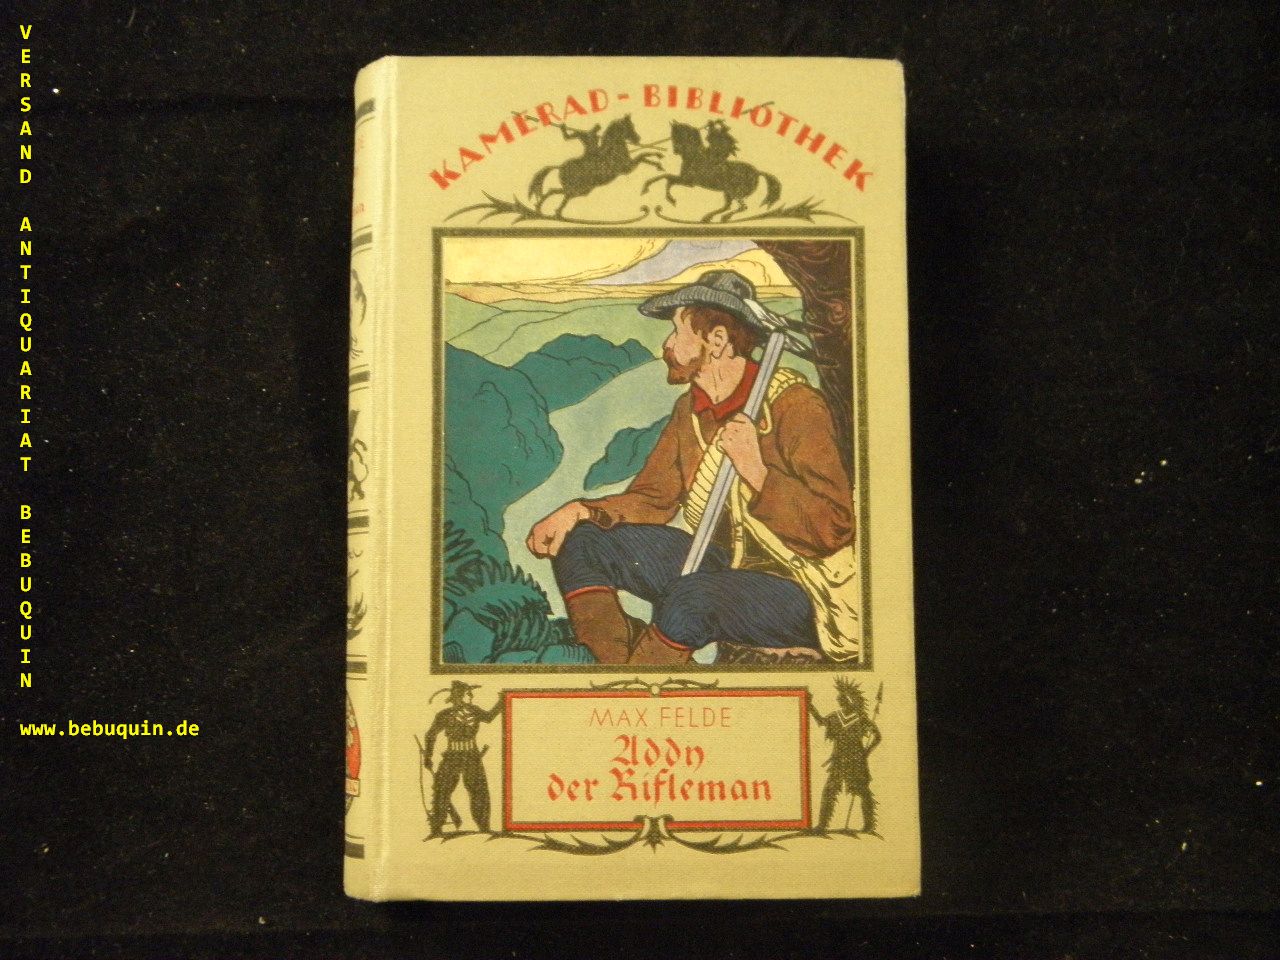 VERSAND ANTIQUARIAT BEBUQUIN
www.bebuquin.de
KAMERAD-BIBLIOTHEK
MAX FELDE
Addy
der Rifleman